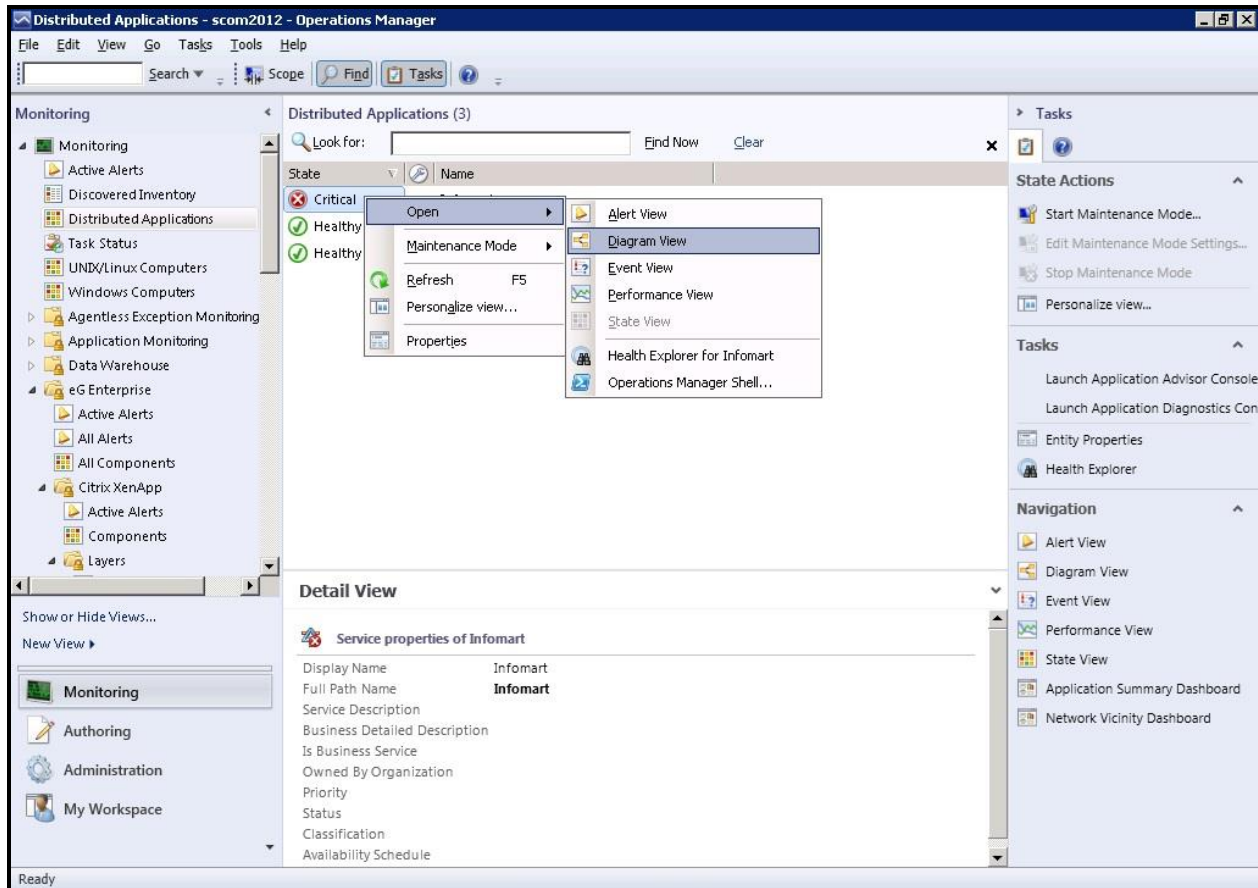 Distributed Applications - scom2012 - Operations Manager
File Edit View Go Tasks Tools Help
Search Scope Find Tasks
Monitoring
Monitoring
Active Alerts
Discovered Inventory
Distributed Applications
Task Status
UNIX/Linux Computers
Windows Computers
Agentless Exception Monitoring
Application Monitoring
Data Warehouse
eG Enterprise
Active Alerts
All Alerts
All Components
Citrix XenApp
Active Alerts
Components
Layers
Show or Hide Views...
New View
Monitoring
Authoring
Administration
My Workspace
Distributed Applications (3)
Look for: Find Now Clear
State Name
Critical
Healthy
Healthy
Open
Maintenance Mode
Refresh F5
Personalize view...
Properties
Alert View
Diagram View
Event View
Performance View
State View
Health Explorer for Infomart
Operations Manager Shell...
Detail View
Service properties of Infomart
Display Name Infomart
Full Path Name Infomart
Service Description
Business Detailed Description
Is Business Service
Owned By Organization
Priority
Status
Classification
Availability Schedule
Tasks
State Actions
Start Maintenance Mode...
Edit Maintenance Mode Settings...
Stop Maintenance Mode
Personalize view...
Tasks
Launch Application Advisor Console
Launch Application Diagnostics Con
Entity Properties
Health Explorer
Navigation
Alert View
Diagram View
Event View
Performance View
State View
Application Summary Dashboard
Network Vicinity Dashboard
Ready